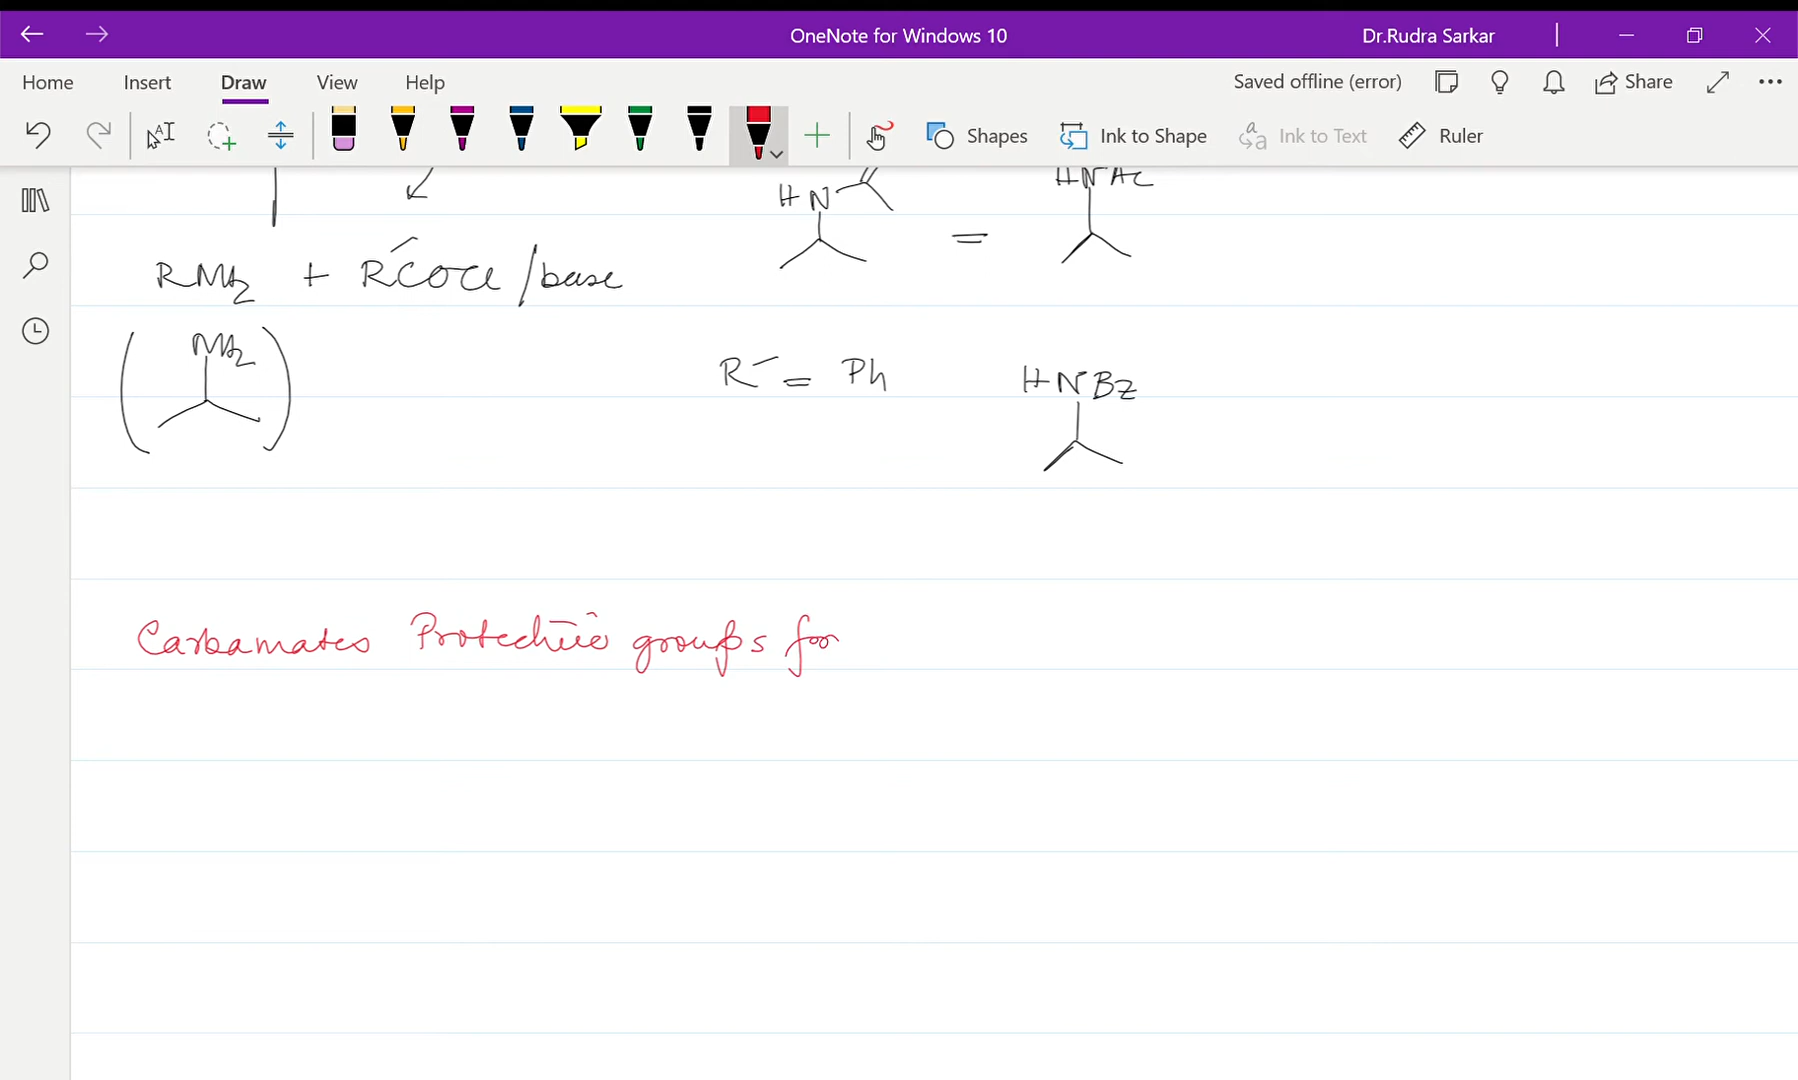 OneNote for Windows 10
Dr.Rudra Sarkar
Home Insert Draw View Help
Saved offline (error)
Share
Shapes
Ink to Shape
Ink to Text
Ruler
HN
HNAc
=
RNH2 + R'COCl /base
NH2
R' = Ph
HNBz
Carbamates Protective groups for